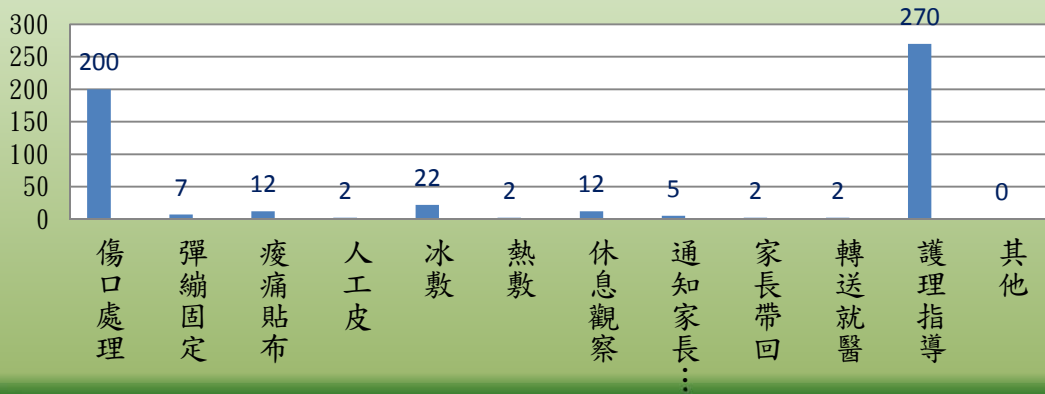 300
250
200
150
100
50
0
200
7
12
2
22
2
12
5
2
2
270
0
傷口處理
彈繃固定
痠痛貼布
人工皮
冰敷
熱敷
休息觀察
通知家長…
家長帶回
轉送就醫
護理指導
其他